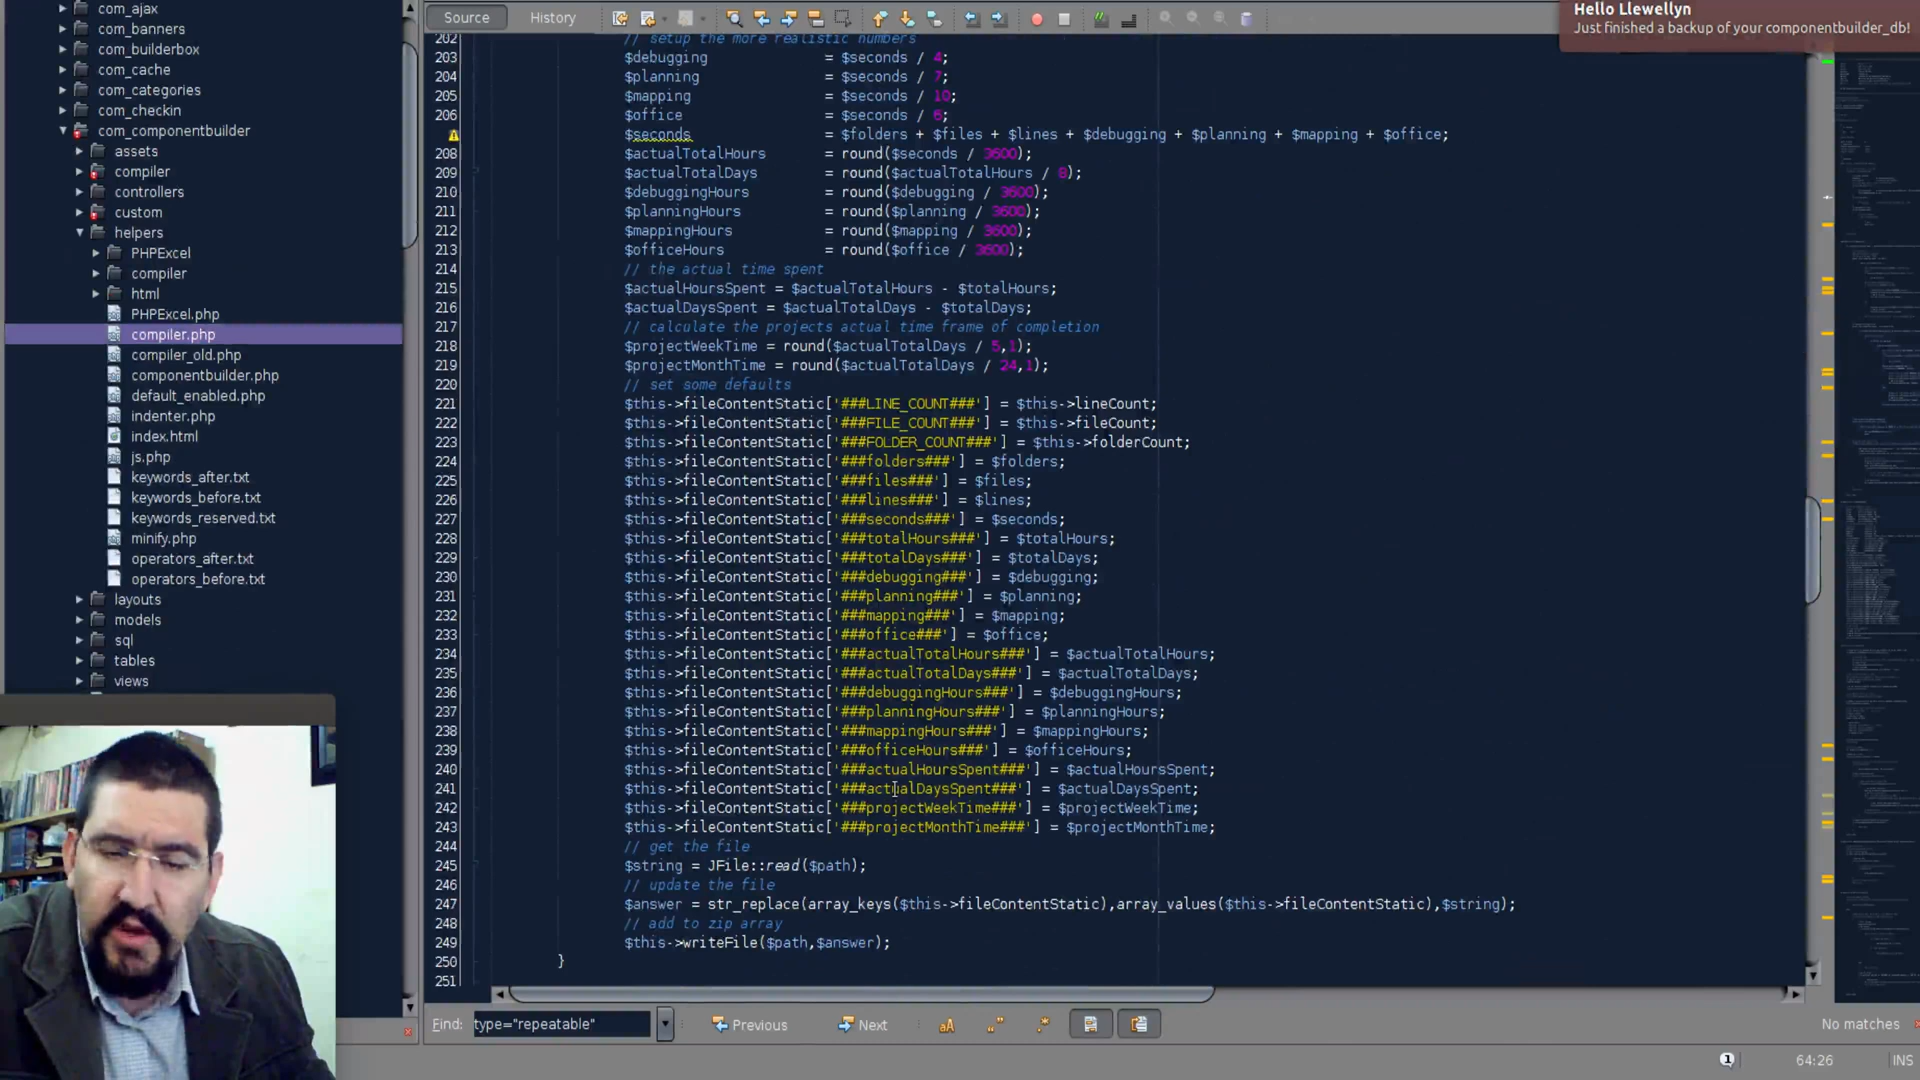 com_ajax
com_banners
com_builderbox
com_cache
com_categories
com_checkin
com_componentbuilder
assets
compiler
controllers
custom
helpers
PHPExcel
compiler
html
PHPExcel.php
compiler.php
compiler_old.php
componentbuilder.php
default_enabled.php
indenter.php
index.html
js.php
keywords_after.txt
keywords_before.txt
keywords_reserved.txt
minify.php
operators_after.txt
operators_before.txt
layouts
models
sql
tables
views
Source History
Hello Llewellyn
Just finished a backup of your componentbuilder_db!
202 // setup the more realistic numbers
203 $debugging = $seconds / 4;
204 $planning = $seconds / 7;
205 $mapping = $seconds / 10;
206 $office = $seconds / 6;
$seconds = $folders + $files + $lines + $debugging + $planning + $mapping + $office;
208 $actualTotalHours = round($seconds / 3600);
209 $actualTotalDays = round($actualTotalHours / 8);
210 $debuggingHours = round($debugging / 3600);
211 $planningHours = round($planning / 3600);
212 $mappingHours = round($mapping / 3600);
213 $officeHours = round($office / 3600);
214 // the actual time spent
215 $actualHoursSpent = $actualTotalHours - $totalHours;
216 $actualDaysSpent = $actualTotalDays - $totalDays;
217 // calculate the projects actual time frame of completion
218 $projectWeekTime = round($actualTotalDays / 5,1);
219 $projectMonthTime = round($actualTotalDays / 24,1);
220 // set some defaults
221 $this->fileContentStatic['###LINE_COUNT###'] = $this->lineCount;
222 $this->fileContentStatic['###FILE_COUNT###'] = $this->fileCount;
223 $this->fileContentStatic['###FOLDER_COUNT###'] = $this->folderCount;
224 $this->fileContentStatic['###folders###'] = $folders;
225 $this->fileContentStatic['###files###'] = $files;
226 $this->fileContentStatic['###lines###'] = $lines;
227 $this->fileContentStatic['###seconds###'] = $seconds;
228 $this->fileContentStatic['###totalHours###'] = $totalHours;
229 $this->fileContentStatic['###totalDays###'] = $totalDays;
230 $this->fileContentStatic['###debugging###'] = $debugging;
231 $this->fileContentStatic['###planning###'] = $planning;
232 $this->fileContentStatic['###mapping###'] = $mapping;
233 $this->fileContentStatic['###office###'] = $office;
234 $this->fileContentStatic['###actualTotalHours###'] = $actualTotalHours;
235 $this->fileContentStatic['###actualTotalDays###'] = $actualTotalDays;
236 $this->fileContentStatic['###debuggingHours###'] = $debuggingHours;
237 $this->fileContentStatic['###planningHours###'] = $planningHours;
238 $this->fileContentStatic['###mappingHours###'] = $mappingHours;
239 $this->fileContentStatic['###officeHours###'] = $officeHours;
240 $this->fileContentStatic['###actualHoursSpent###'] = $actualHoursSpent;
241 $this->fileContentStatic['###actualDaysSpent###'] = $actualDaysSpent;
242 $this->fileContentStatic['###projectWeekTime###'] = $projectWeekTime;
243 $this->fileContentStatic['###projectMonthTime###'] = $projectMonthTime;
244 // get the file
245 $string = JFile::read($path);
246 // update the file
247 $answer = str_replace(array_keys($this->fileContentStatic),array_values($this->fileContentStatic),$string);
248 // add to zip array
249 $this->writeFile($path,$answer);
250 }
251
Find: type="repeatable" Previous Next aA No matches
1 64:26 INS